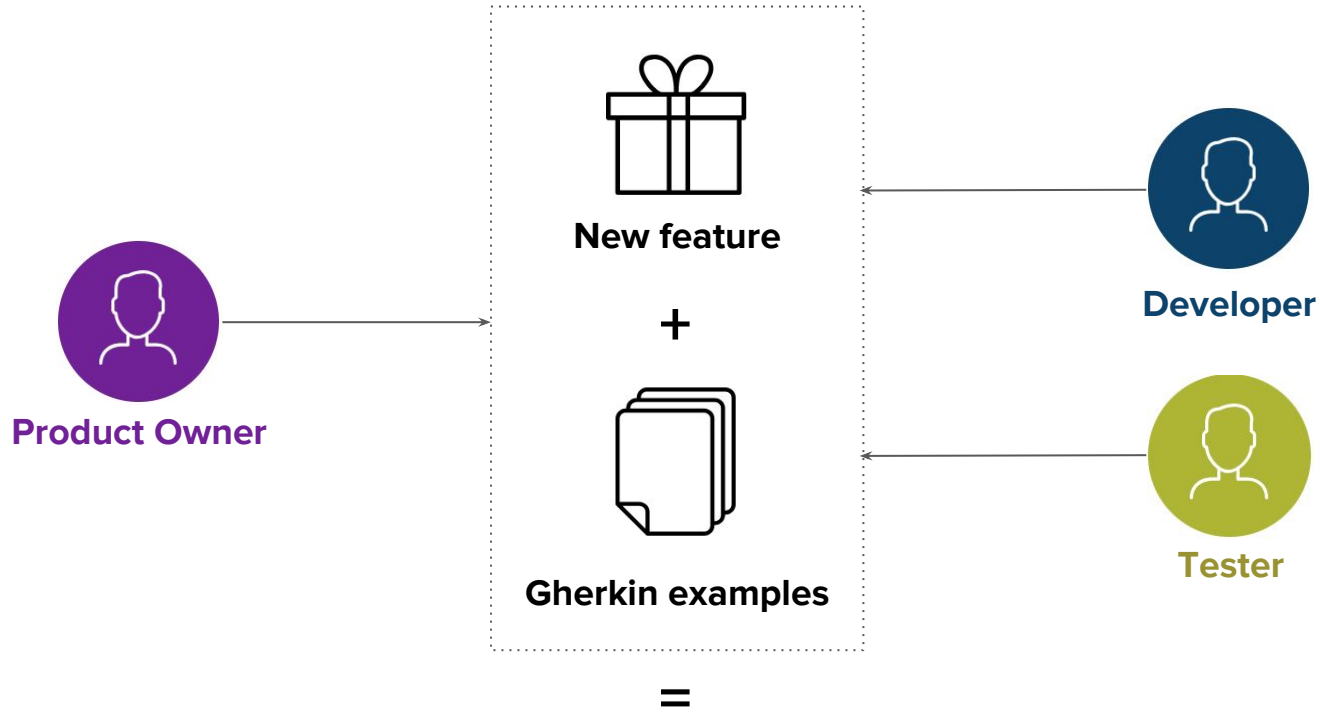 New feature
Developer
+
Product Owner
Tester
Gherkin examples
=